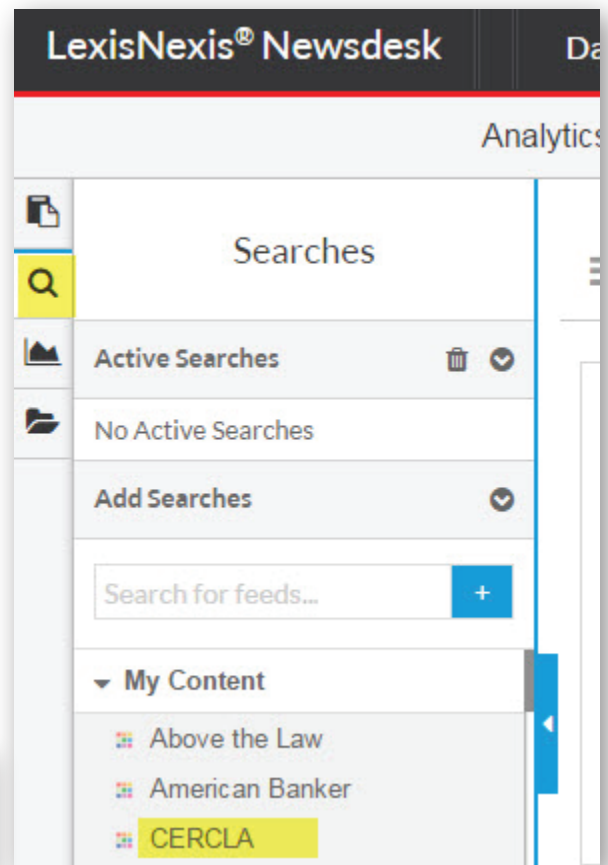 LexisNexis® Newsdesk
Analytics
Searches
Active Searches
No Active Searches
Add Searches
Search for feeds...
+
My Content
Above the Law
American Banker
CERCLA